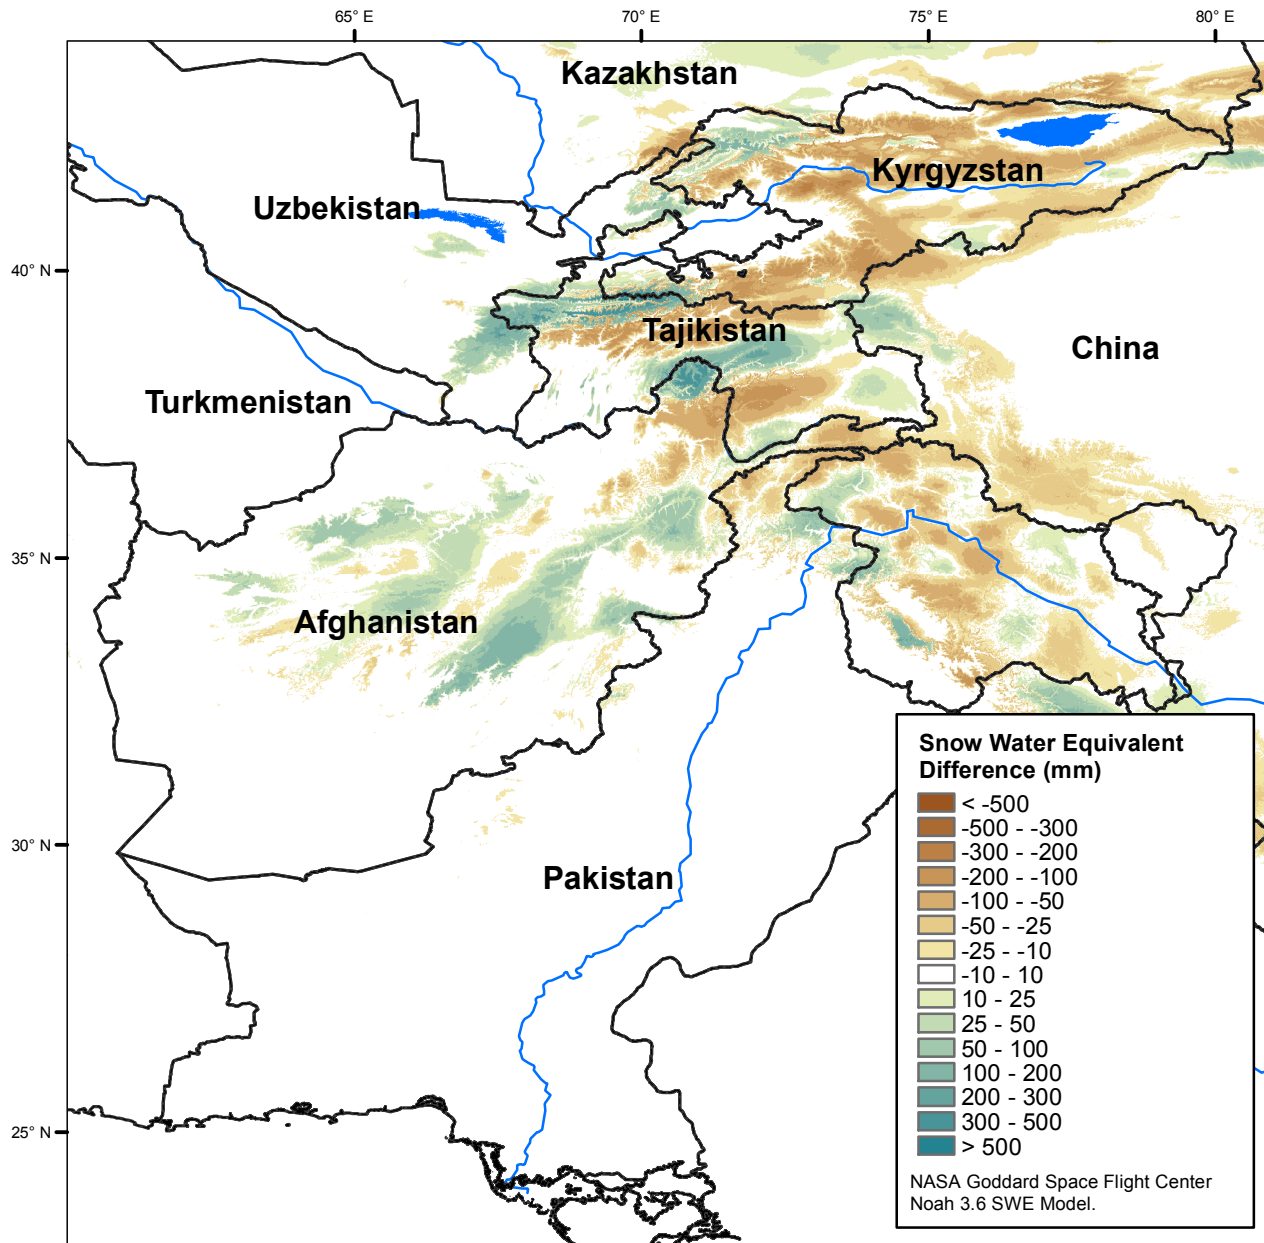 65° E
70° E
75° E
80° E
Kazakhstan
Kyrgyzstan
Uzbekistan
40° N
Tajikistan
China
Turkmenistan
35° N
Afghanistan
30° N
Pakistan
25° N
Snow Water Equivalent
Difference (mm)
< -500
-500 - -300
-300 - -200
-200 - -100
-100 - -50
-50 - -25
-25 - -10
-10 - 10
10 - 25
25 - 50
50 - 100
100 - 200
200 - 300
300 - 500
> 500
NASA Goddard Space Flight Center
Noah 3.6 SWE Model.